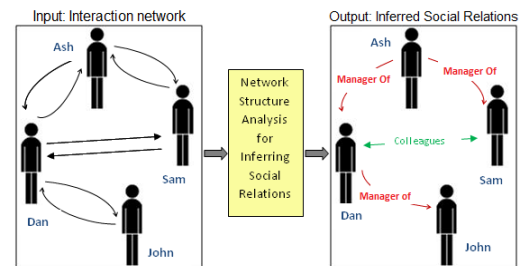 Input: Interaction network
Output: Inferred Social Relations
Ash
Sam
Dan
John
Network
Structure
Analysis
for
Inferring
Social
Relations
Ash
Manager Of
Manager Of
Colleagues
Sam
Manager of
Dan
John